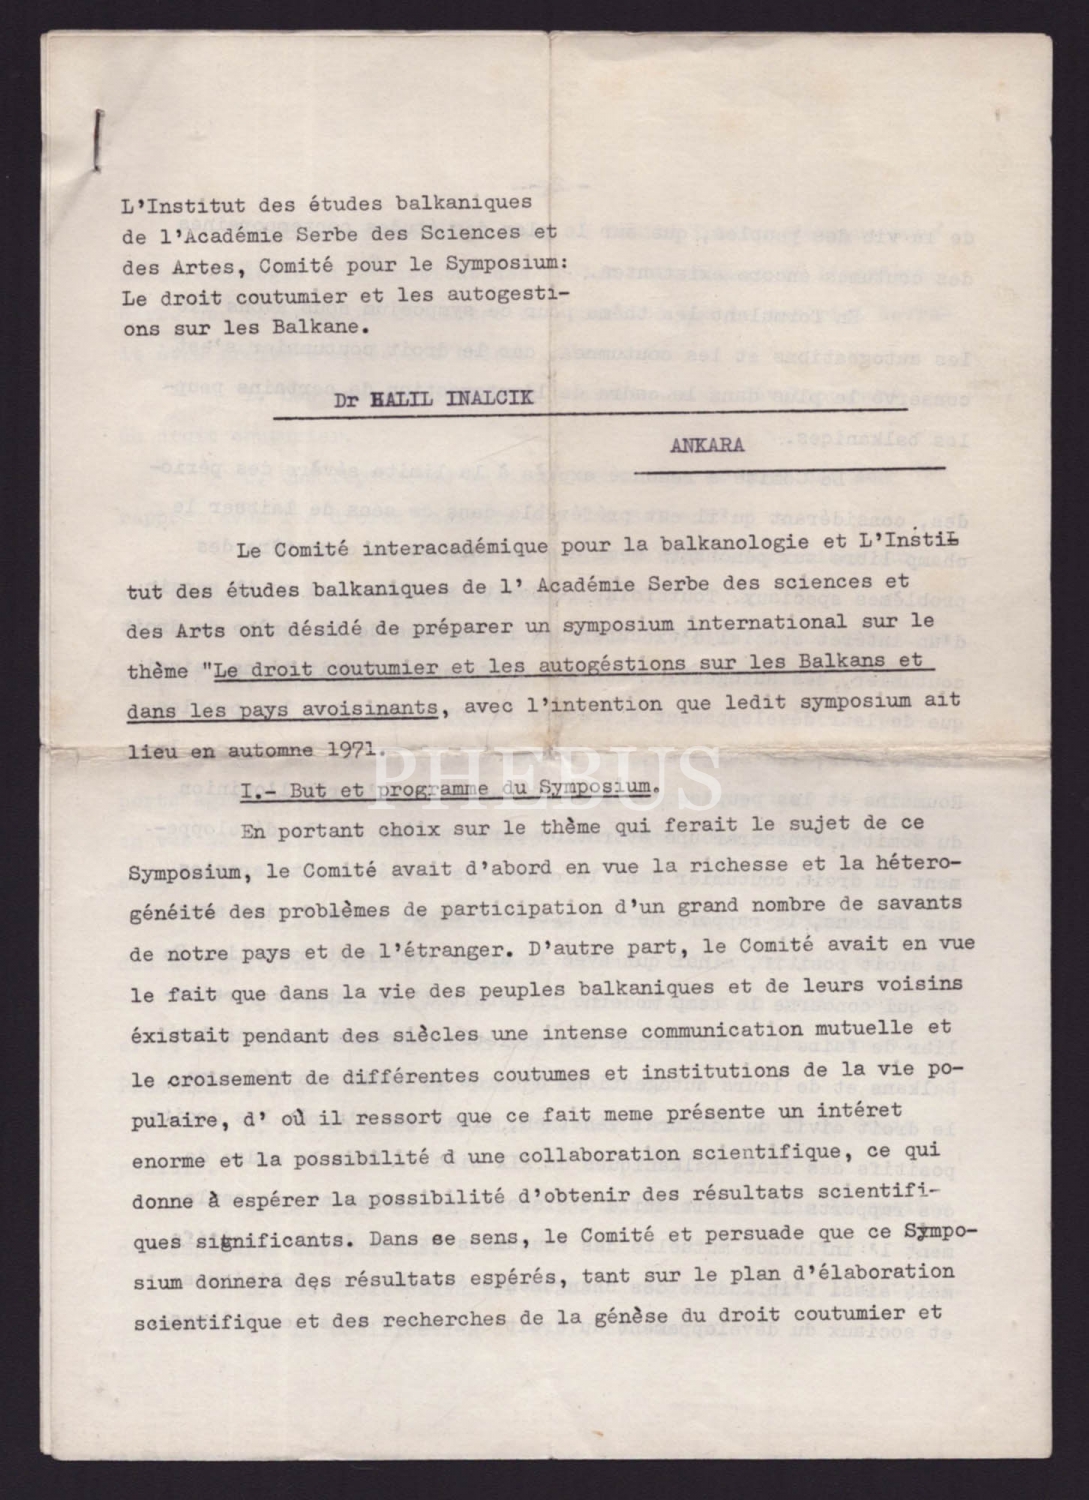 L'Institut des études balkaniques
de l'Académie Serbe des Sciences et
des Artes, Comité pour le Symposium:
Le droit coutumier et les autogesti-
ons sur les Balkane.
Dr HALIL INALCIK
ANKARA
Le Comité interacadémique pour la balkanologie et L'Insti
tut des études balkaniques de l' Académie Serbe des sciences et
des Arts ont désidé de préparer un symposium international sur le
thème "Le droit coutumier et les autogéstions sur les Balkans et
dans les pays avoisinants, avec l'intention que ledit symposium ait
lieu en automne 1971.
PHEBUS
I.- But et programme du Symposium.
En portant choix sur le thème qui ferait le sujet de ce
Symposium, le Comité avait d'abord en vue la richesse et la hétero-
généité des problèmes de participation d'un grand nombre de savants
de notre pays et de l'étranger. D'autre part, le Comité avait en vue
le fait que dans la vie des peuples balkaniques et de leurs voisins
éxistait pendant des siècles une intense communication mutuelle et
le croisement de différentes coutumes et institutions de la vie po-
pulaire, d' où il ressort que ce fait meme présente un intéret
enorme et la possibilité d une collaboration scientifique, ce qui
donne à espérer la possibilité d'obtenir des résultats scientifi-
ques significants. Dans se sens, le Comité et persuade que ce Sympo-
sium donnera des résultats espérés, tant sur le plan d'élaboration
scientifique et des recherches de la génèse du droit coutumier et